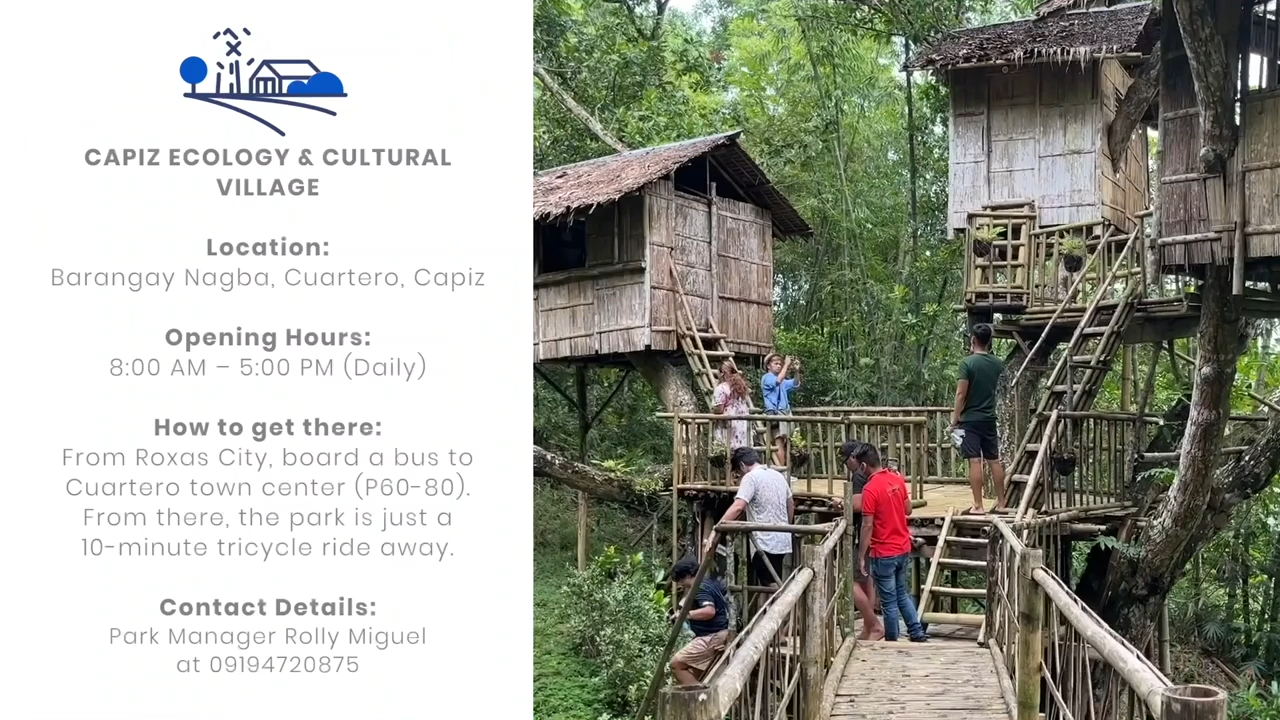 CAPIZ ECOLOGY & CULTURAL
VILLAGE
Location:
Barangay Nagba, Cuartero, Capiz
Opening Hours:
8:00 AM – 5:00 PM (Daily)
How to get there:
From Roxas City, board a bus to
Cuartero town center (P60-80).
From there, the park is just a
10-minute tricycle ride away.
Contact Details:
Park Manager Rolly Miguel
at 09194720875